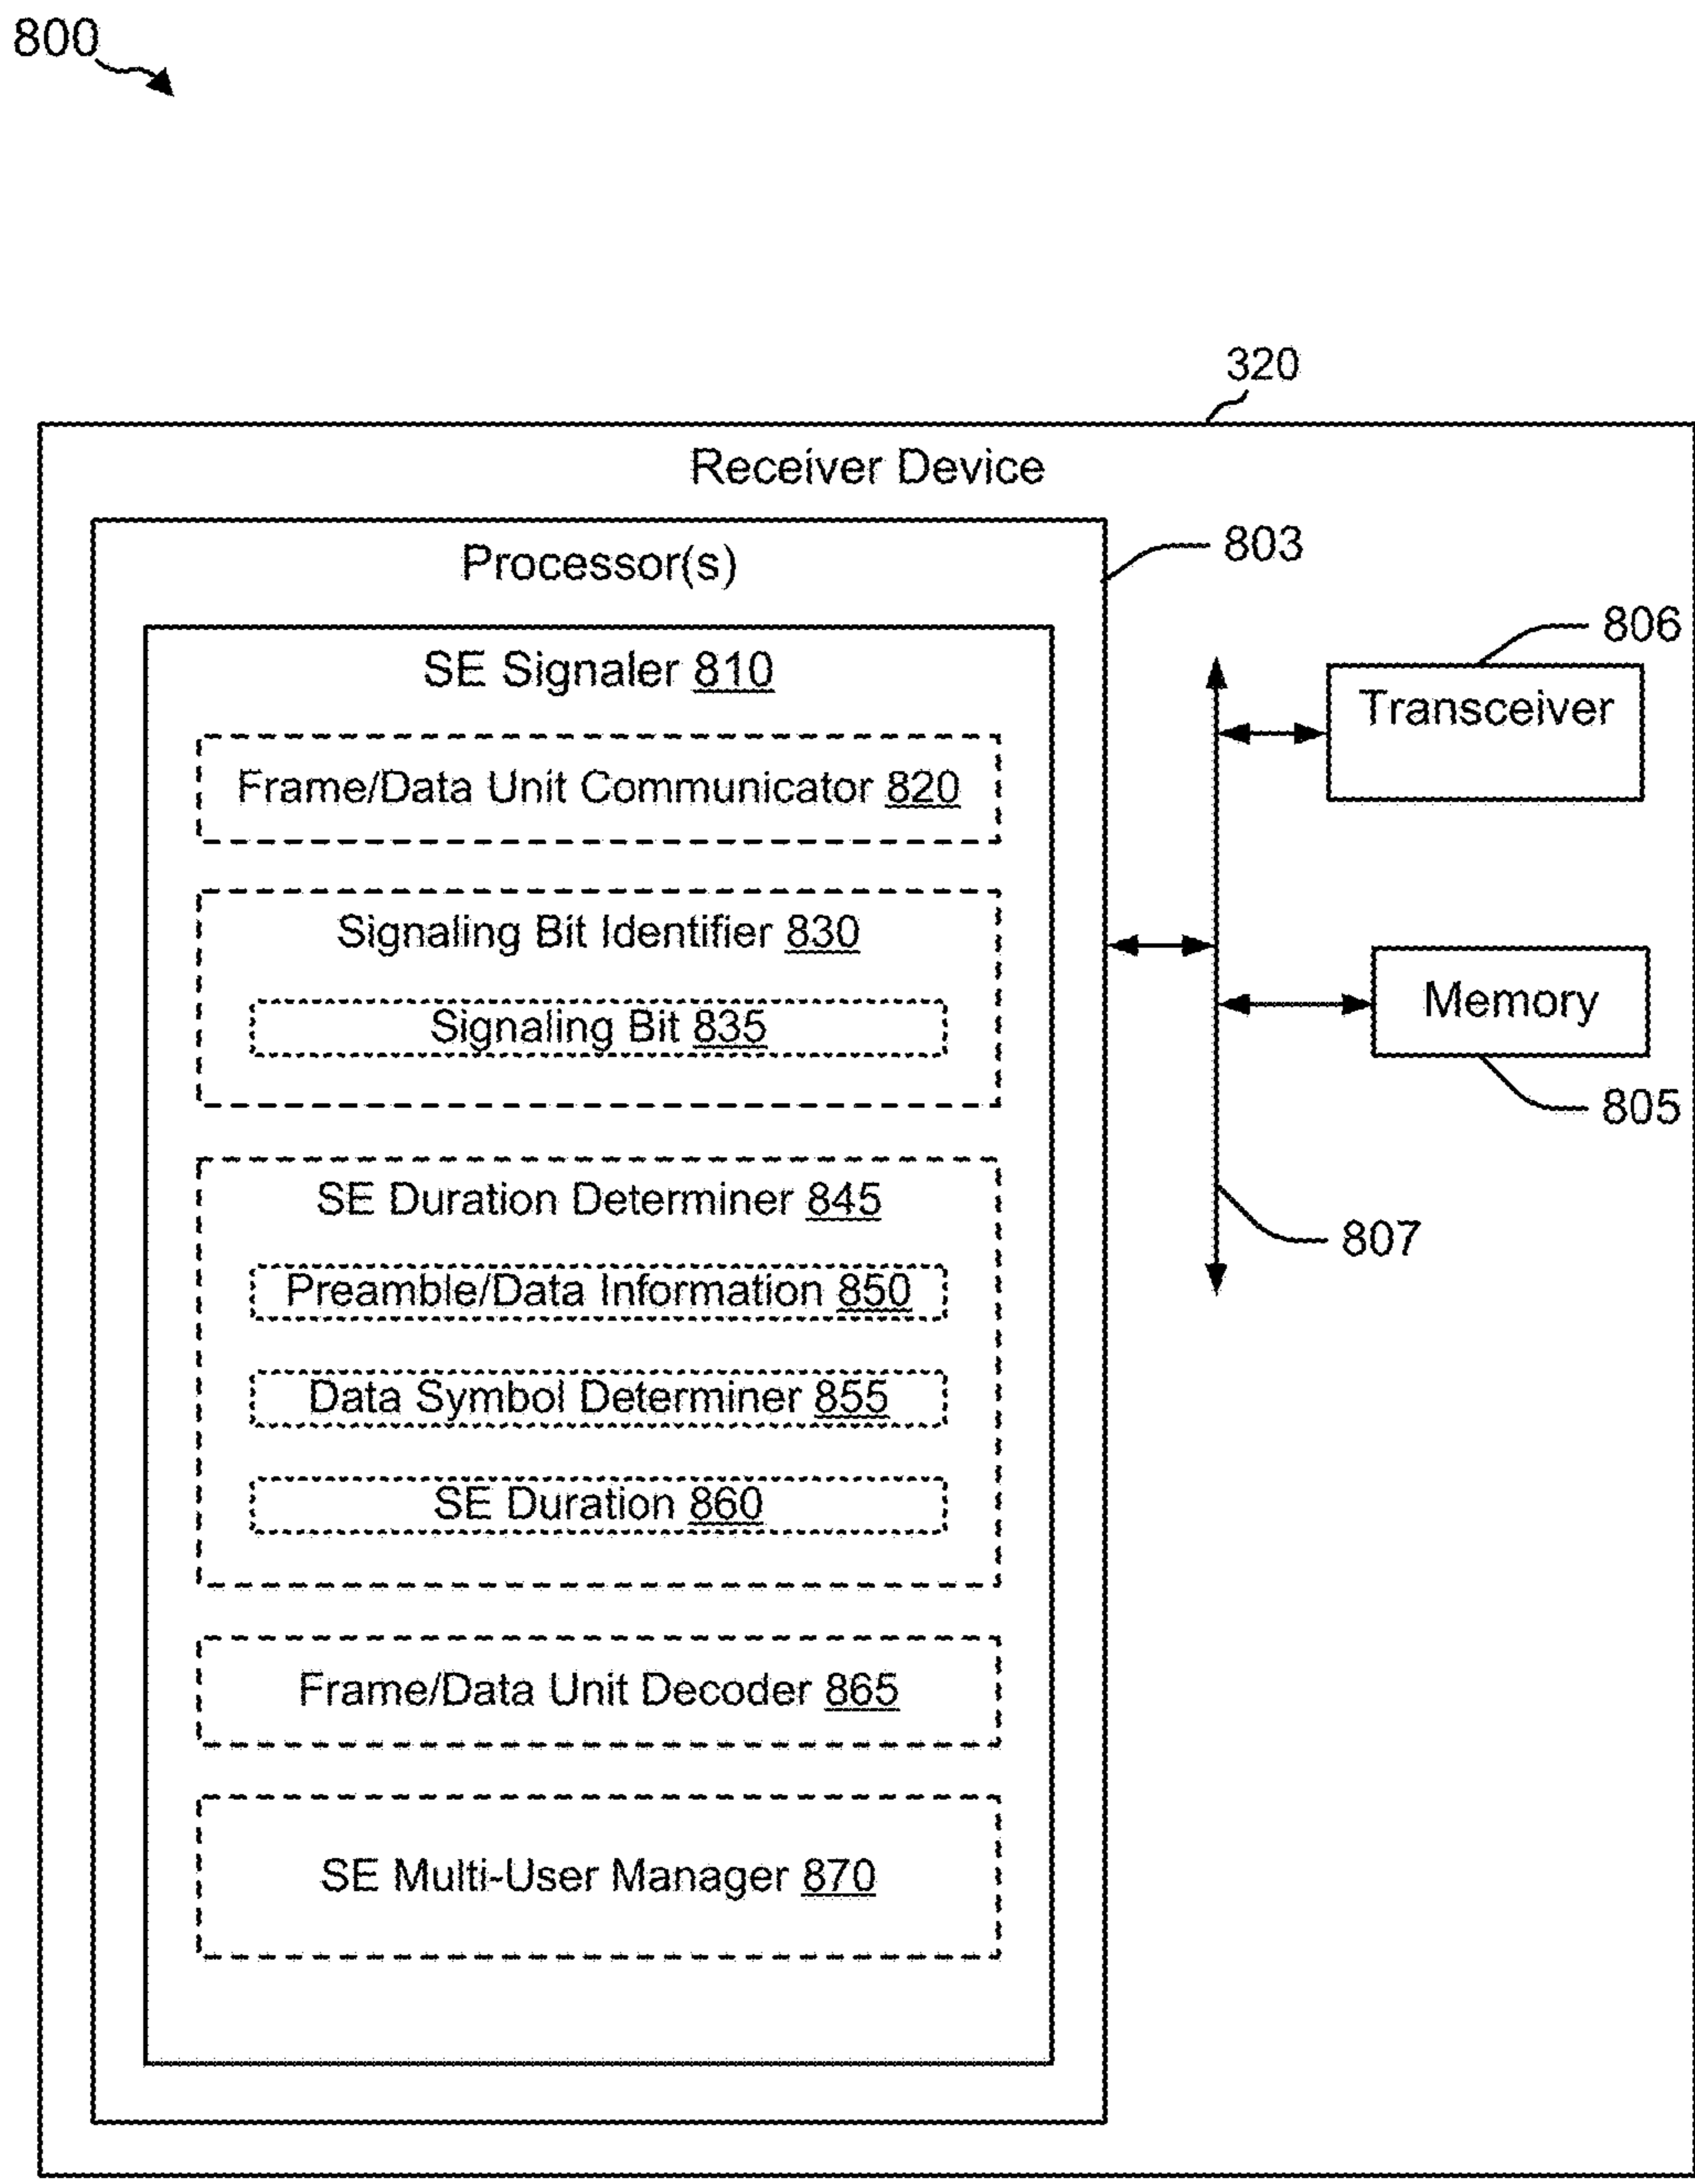 800
320
Receiver Device
Processor(s)
803
SE Signaler 810
806
Transceiver
Frame/Data Unit Communicator 820
Signaling Bit Identifier 830
Signaling Bit 835
Memory
805
SE Duration Determiner 845
807
Preamble/Data Information 850
Data Symbol Determiner 855
SE Duration 860
Frame/Data Unit Decoder 865
SE Multi-User Manager 870